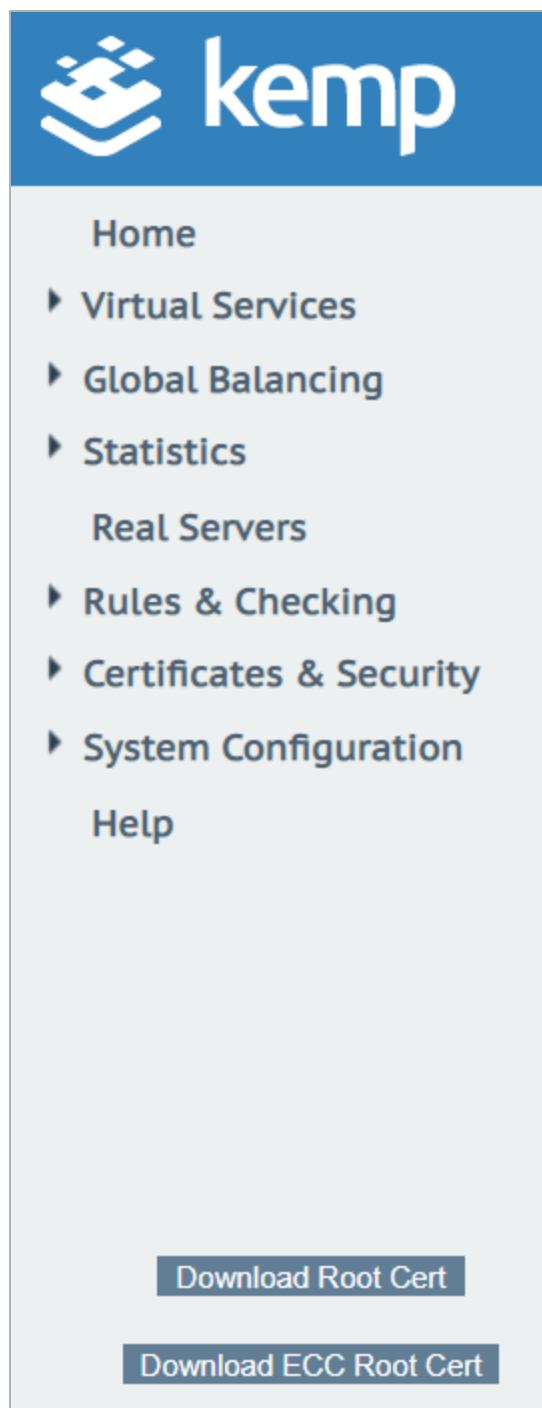 kemp
Home
Virtual Services
Global Balancing
Statistics
Real Servers
Rules & Checking
Certificates & Security
System Configuration
Help
Download Root Cert
Download ECC Root Cert